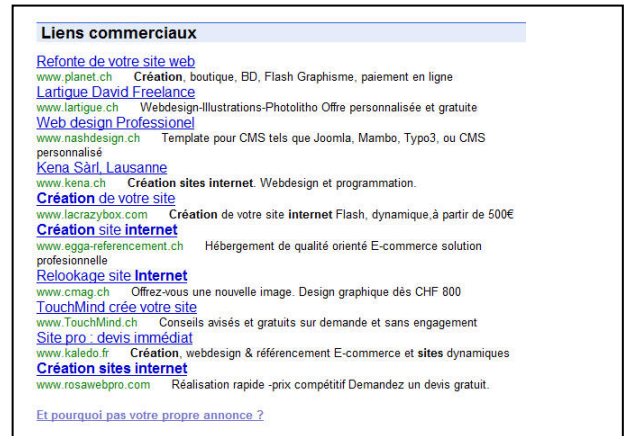 Liens commerciaux
Refonte de votre site web
www.planet.ch Création, boutique, BD, Flash Graphisme, paiement en ligne
Lartigue David Freelance
www.lartigue.ch Webdesign-Illustrations-Photolitho Offre personnalisée et gratuite
Web design Professionel
www.nashdesign.ch Template pour CMS tels que Joomla, Mambo, Typo3, ou CMS
personnalisé
Kena Sàrl, Lausanne
www.kena.ch Création sites internet. Webdesign et programmation.
Création de votre site
www.lacrazybox.com Création de votre site internet Flash, dynamique,à partir de 500€
Création site internet
www.egga-referencement.ch Hébergement de qualité orienté E-commerce solution
profesionnelle
Relookage site Internet
www.cmag.ch Offrez-vous une nouvelle image. Design graphique dès CHF 800
TouchMind crée votre site
www.TouchMind.ch Conseils avisés et gratuits sur demande et sans engagement
Site pro : devis immédiat
www.kaledo.fr Création, webdesign & référencement E-commerce et sites dynamiques
Création sites internet
www.rosawebpro.com Réalisation rapide -prix compétitif Demandez un devis gratuit.
Et pourquoi pas votre propre annonce ?